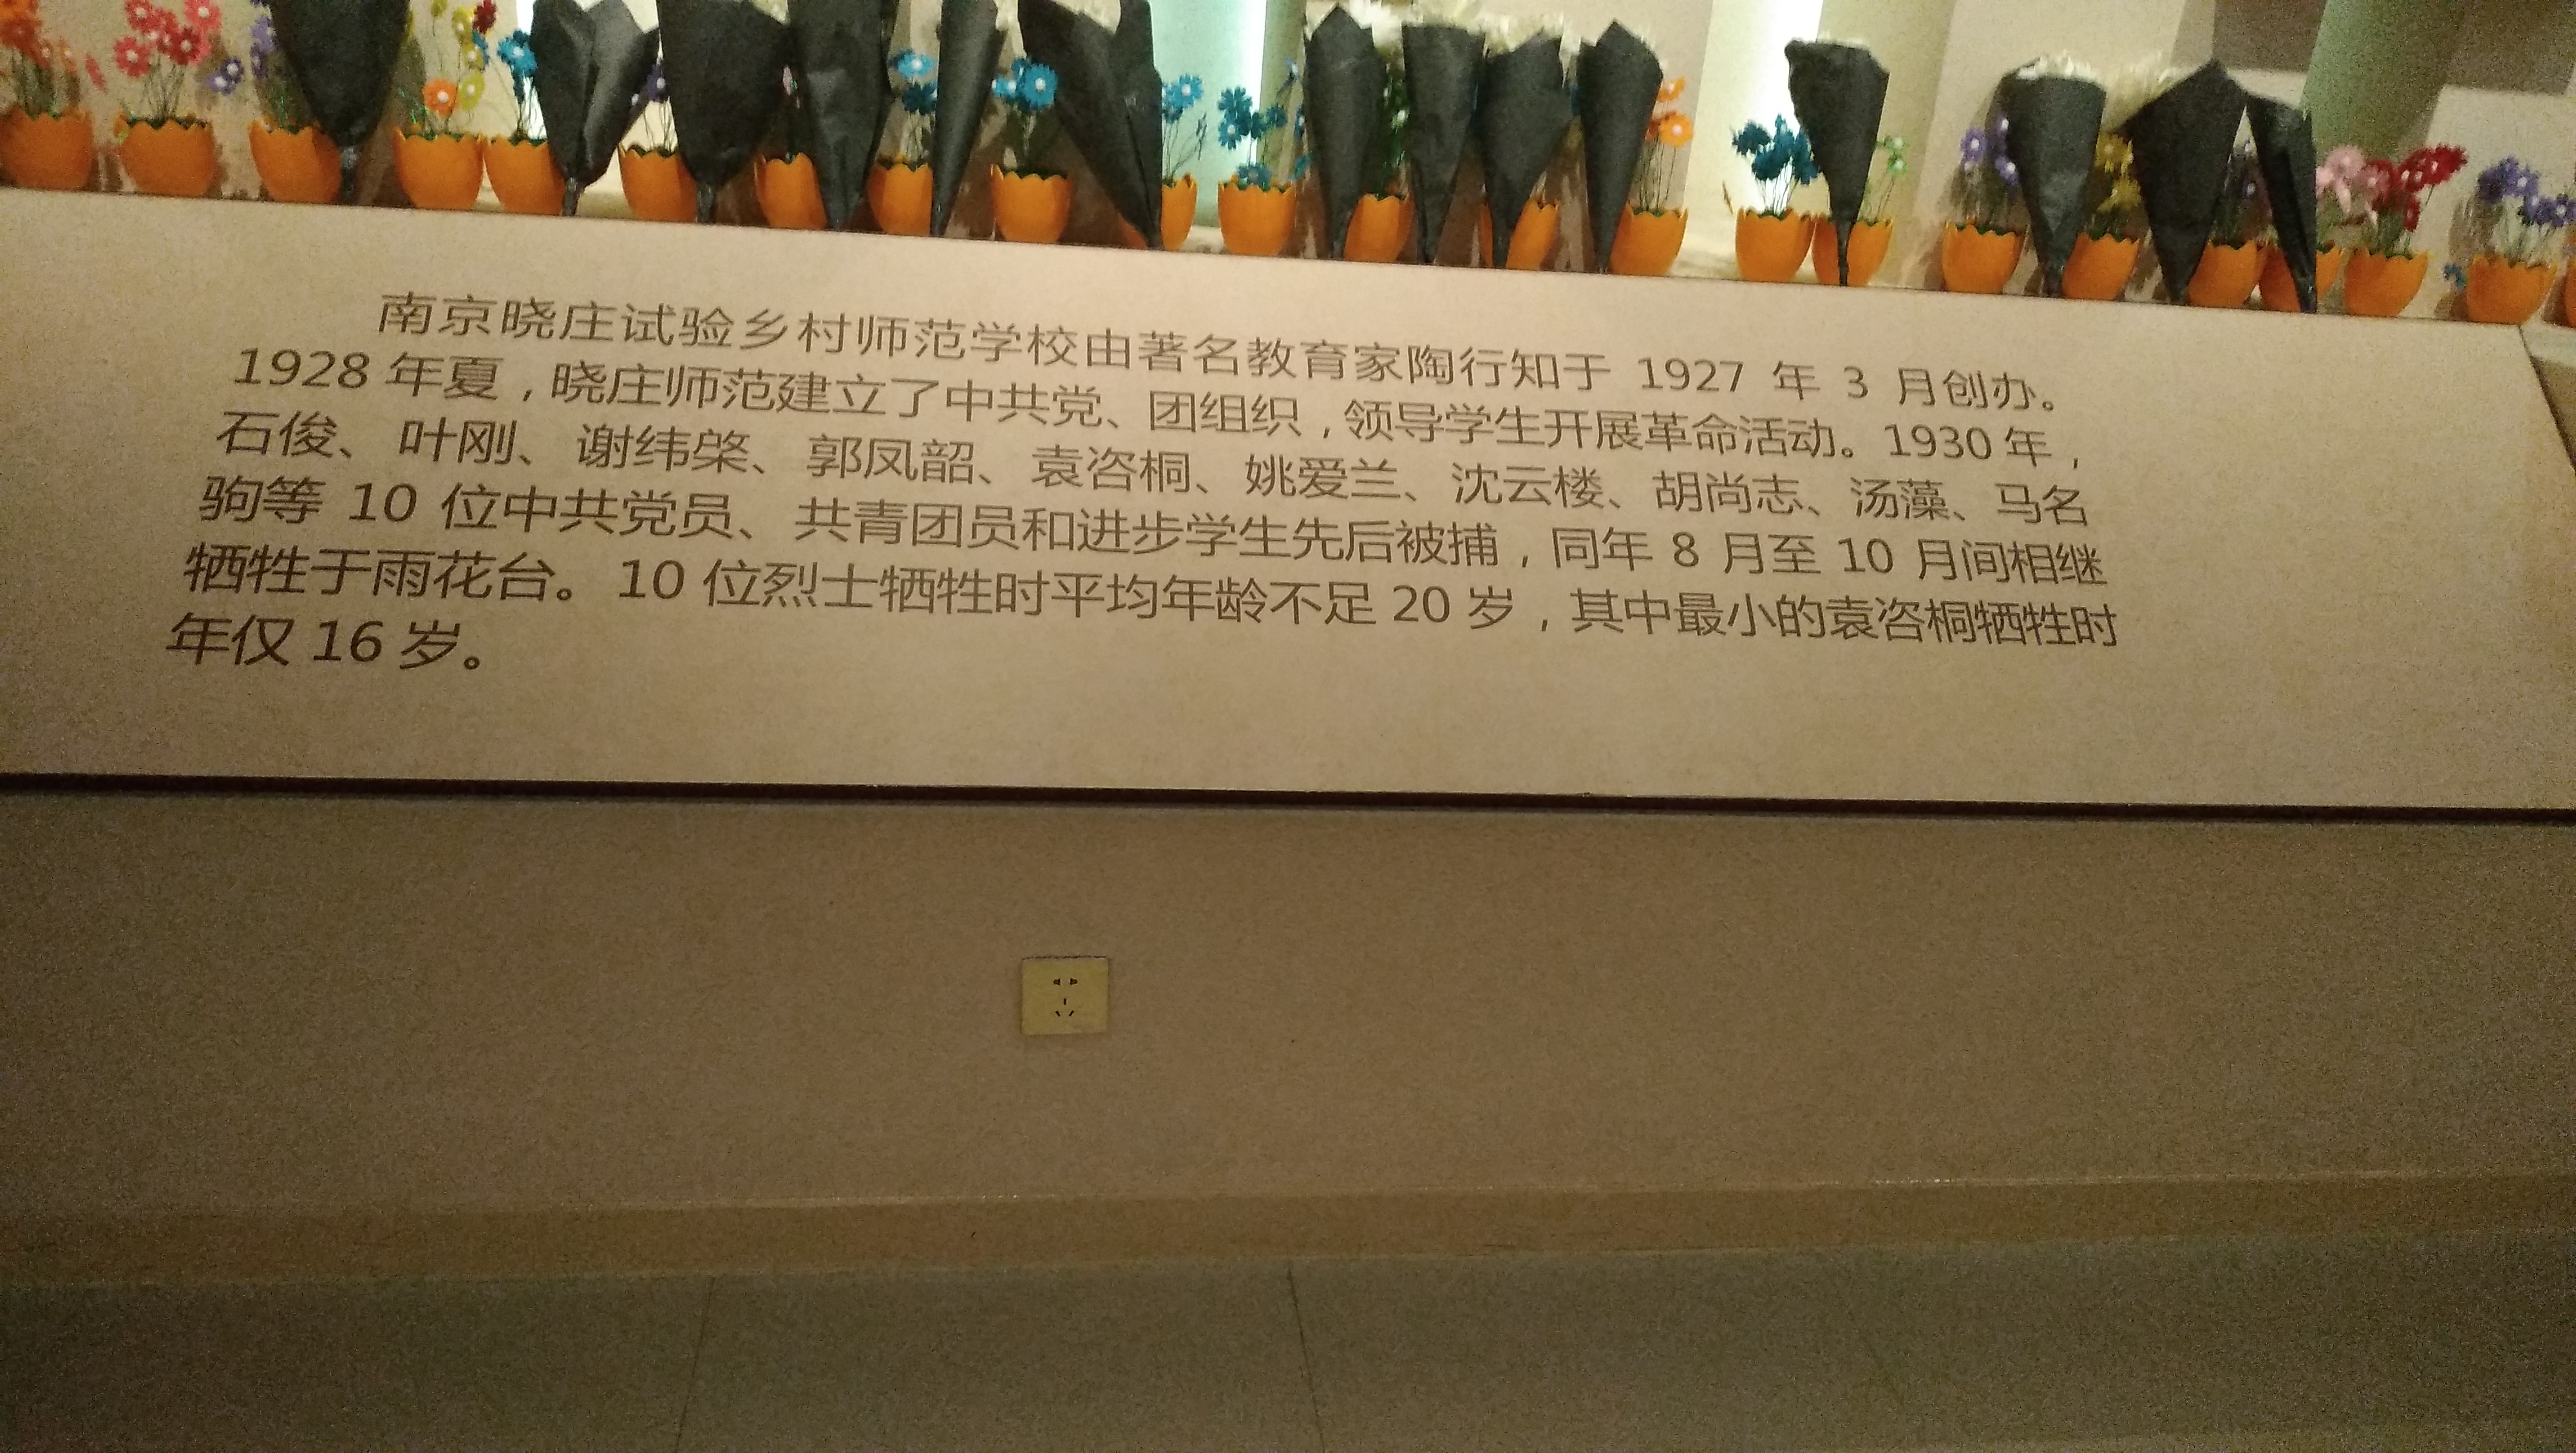 南京晓庄试验乡村师范学校由著名教育家陶行知于 1927 年 3 月创办。
1928 年夏，晓庄师范建立了中共党、团组织，领导学生开展革命活动。1930 年，
石俊、叶刚、谢纬棨、郭凤韶、袁咨桐、姚爱兰、沈云楼、胡尚志、汤藻、马名
驹等 10 位中共党员、共青团员和进步学生先后被捕，同年 8 月至 10 月间相继
牺牲于雨花台。10 位烈士牺牲时平均年龄不足 20 岁，其中最小的袁咨桐牺牲时
年仅 16 岁。